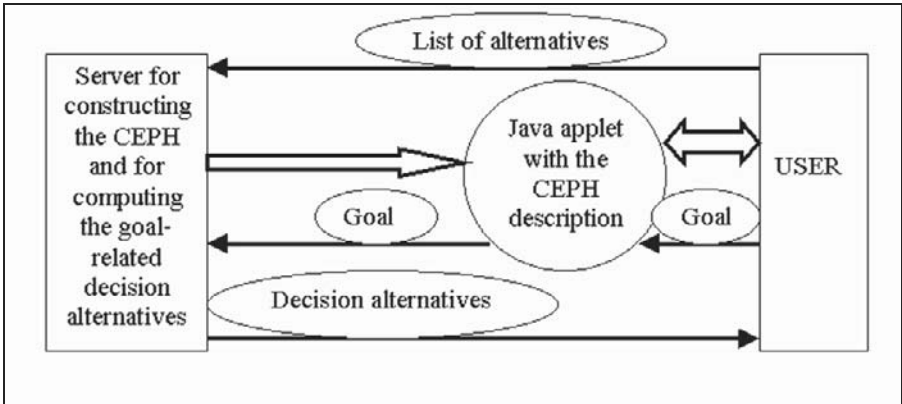 List of alternatives
Server for
constructing
the CEPH
and for
computing
the goal-
related
decision
alternatives
Java applet
with the
CEPH
description
USER
Goal
Goal
Decision alternatives